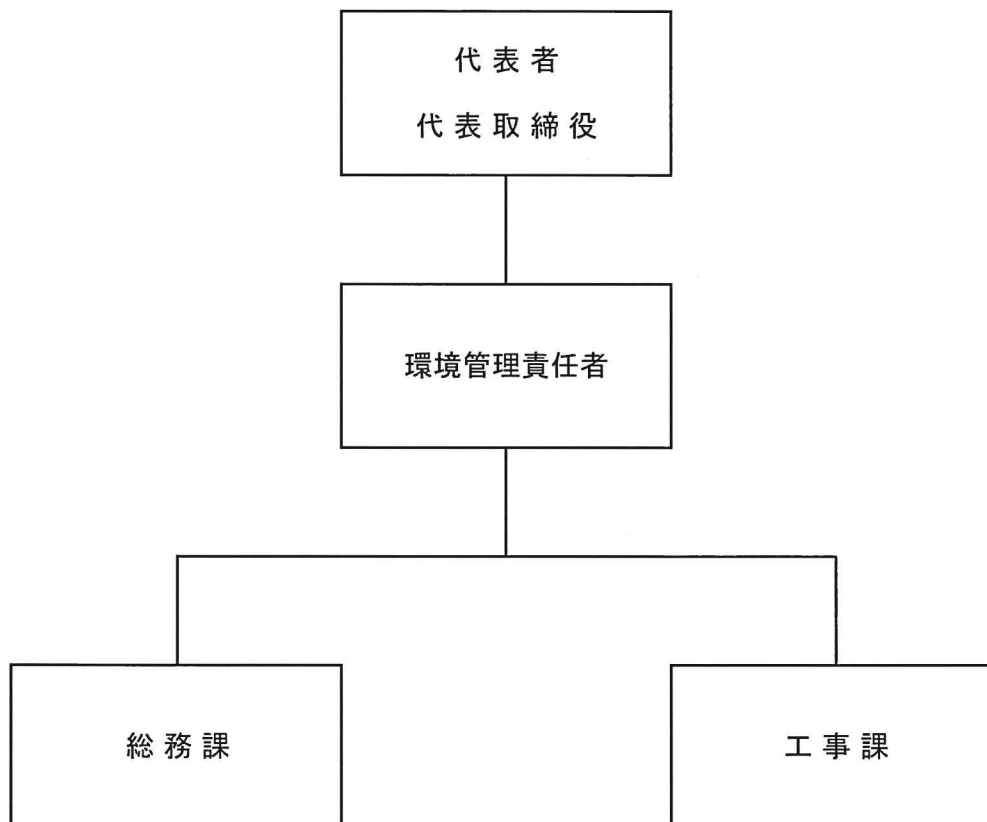 代表者
代表取締役
環境管理責任者
総務課
工事課